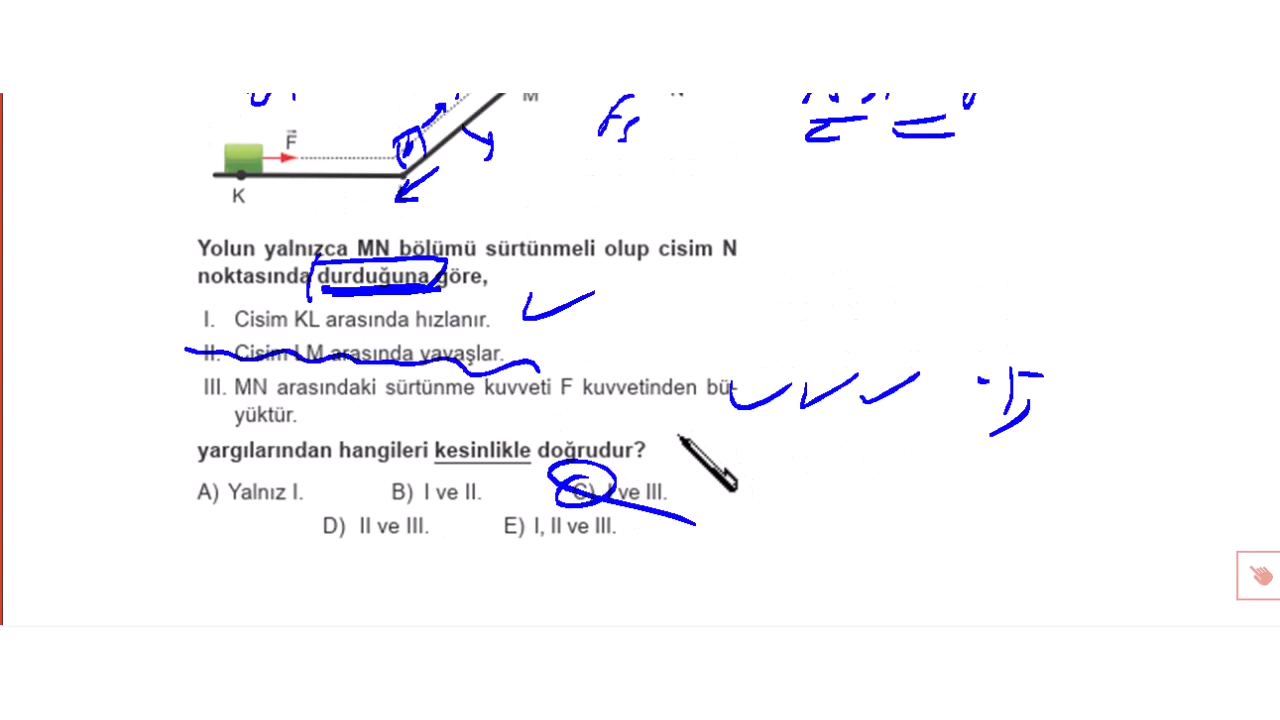 M
N
fs
F
K
Yolun yalnızca MN bölümü sürtünmeli olup cisim N
noktasında durduğuna göre,
I. Cisim KL arasında hızlanır.
II. Cisim LM arasında yavaşlar.
III. MN arasındaki sürtünme kuvveti F kuvvetinden bü-
yüktür.
yargılarından hangileri kesinlikle doğrudur?
A) Yalnız I. B) I ve II. C) I ve III.
D) II ve III. E) I, II ve III.